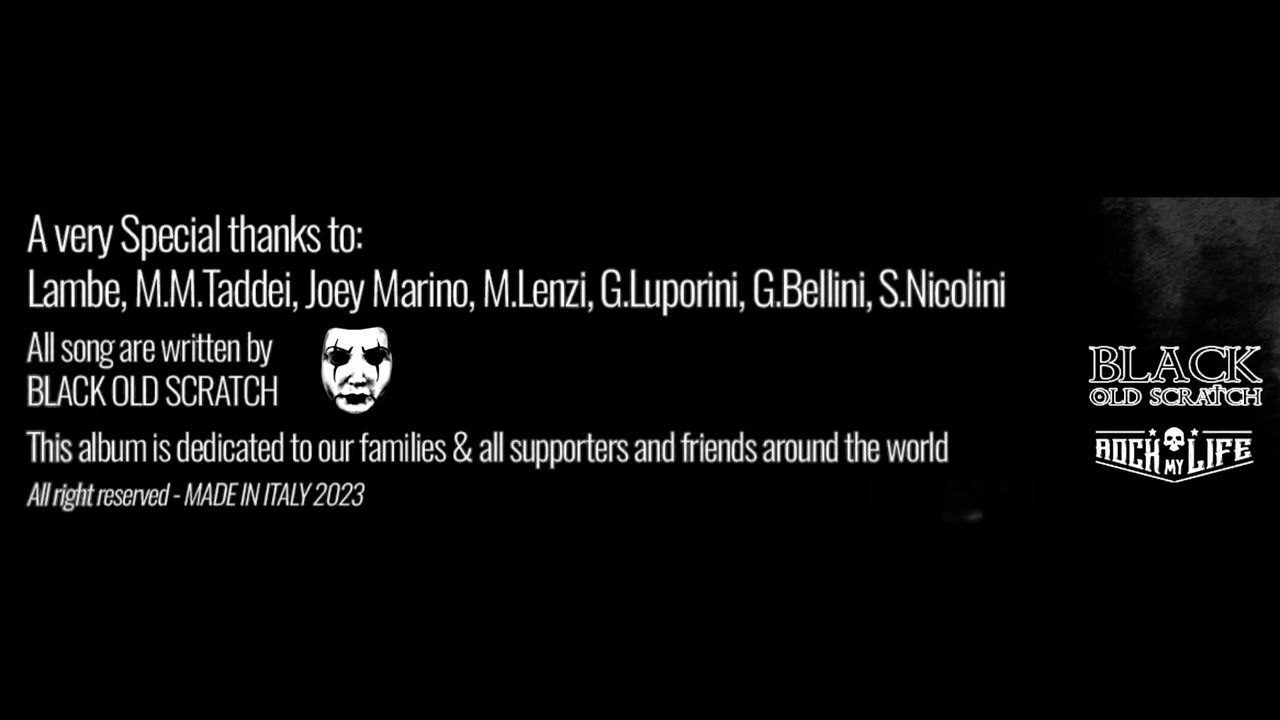 A very Special thanks to:
Lambe, M.M.Taddei, Joey Marino, M.Lenzi, G.Luporini, G.Bellini, S.Nicolini
All song are written by
BLACK OLD SCRATCH
This album is dedicated to our families & all supporters and friends around the world
All right reserved - MADE IN ITALY 2023
BLACK
OLD SCRATCH
ROCK MY LIFE